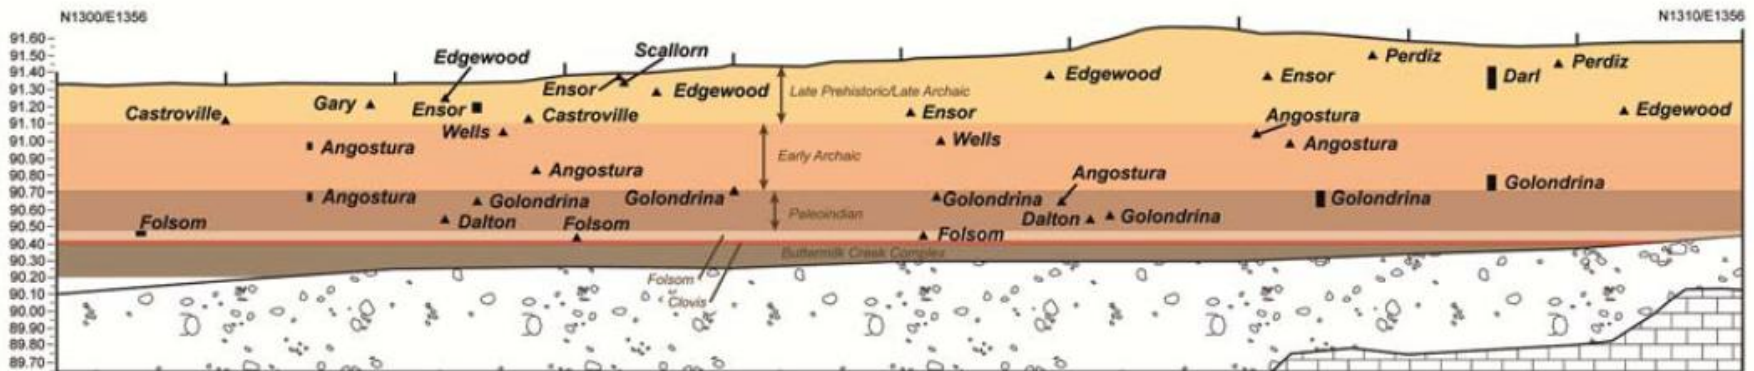 N1300/E1356
N1310/E1356
91.60
91.50
91.40
91.30
91.20
91.10
91.00
90.90
90.80
90.70
90.60
90.50
90.40
90.30
90.20
90.10
90.00
89.90
89.80
89.70
Edgewood
Scallorn
Perdiz
Perdiz
Ensor
Edgewood
Edgewood
Ensor
Darl
Late Prehistoric/Late Archaic
Castroville
Gary
Ensor
Castroville
Ensor
Angostura
Edgewood
Wells
Wells
Angostura
Angostura
Early Archaic
Angostura
Angostura
Golondrina
Angostura
Golondrina
Golondrina
Golondrina
Golondrina
Folsom
Dalton
Folsom
Paleoindian
Dalton
Golondrina
Folsom
Buttermilk Creek Complex
Folsom
Clovis